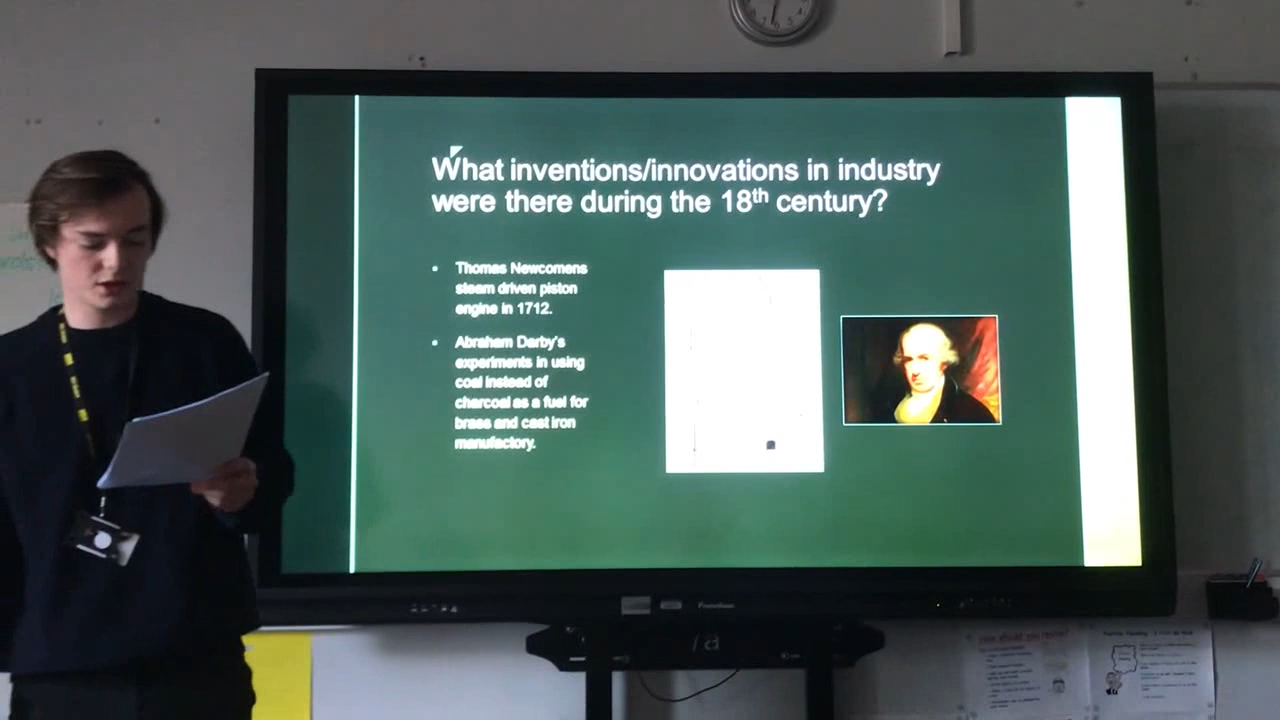 What inventions/innovations in industry
were there during the 18th century?
Thomas Newcomens
steam driven piston
engine in 1712.
Abraham Darby's
experiments in using
coal instead of
charcoal as a fuel for
brass and cast iron
manufactory.